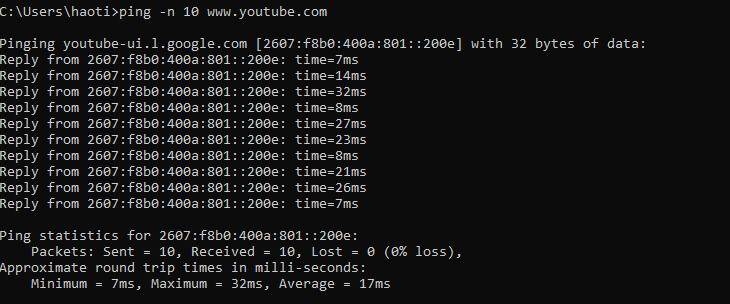 C:\Users\haoti>ping -n 10 www.youtube.com
Pinging youtube-ui.l.google.com [2607:f8b0:400a:801::200e] with 32 bytes of data:
Reply from 2607:f8b0:400a:801::200e: time=7ms
Reply from 2607:f8b0:400a:801::200e: time=14ms
Reply from 2607:f8b0:400a:801::200e: time=32ms
Reply from 2607:f8b0:400a:801::200e: time=8ms
Reply from 2607:f8b0:400a:801::200e: time=27ms
Reply from 2607:f8b0:400a:801::200e: time=23ms
Reply from 2607:f8b0:400a:801::200e: time=8ms
Reply from 2607:f8b0:400a:801::200e: time=21ms
Reply from 2607:f8b0:400a:801::200e: time=26ms
Reply from 2607:f8b0:400a:801::200e: time=7ms
Ping statistics for 2607:f8b0:400a:801::200e:
    Packets: Sent = 10, Received = 10, Lost = 0 (0% loss),
Approximate round trip times in milli-seconds:
    Minimum = 7ms, Maximum = 32ms, Average = 17ms